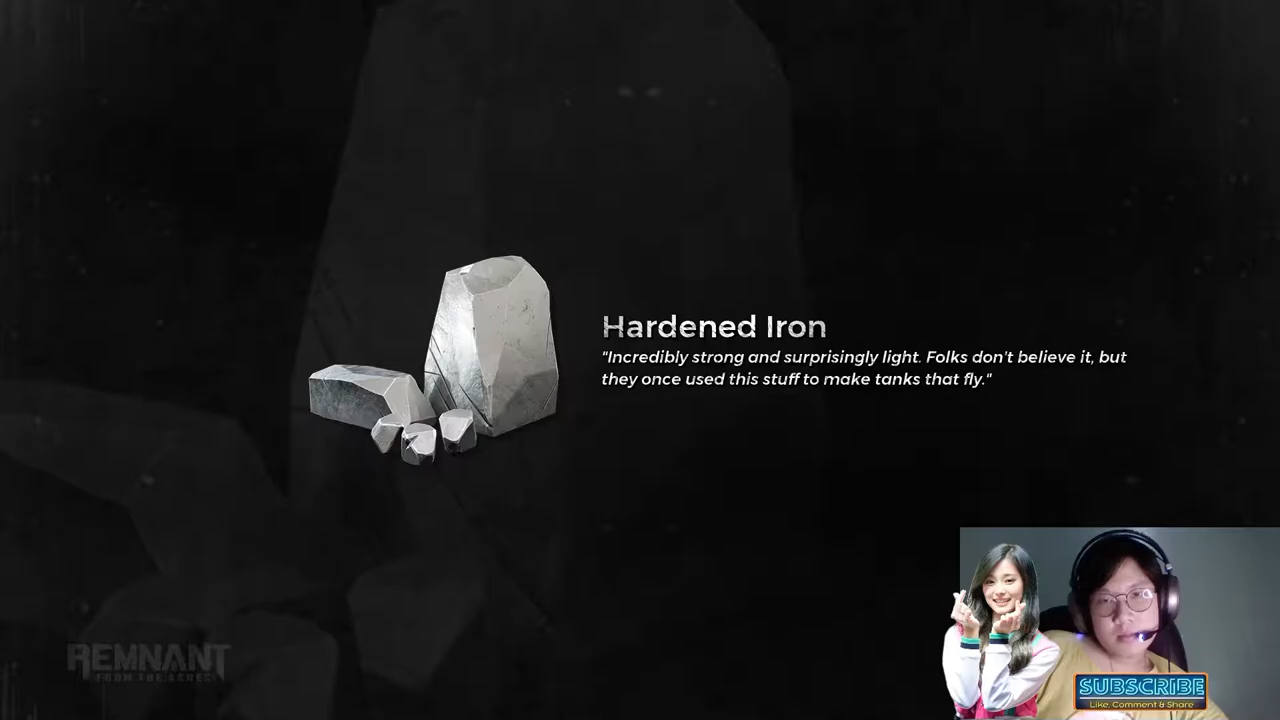 Hardened Iron
"Incredibly strong and surprisingly light. Folks don't believe it, but
they once used this stuff to make tanks that fly."
REMNANT
FROM THE ASHES
SUBSCRIBE
Like, Comment & Share